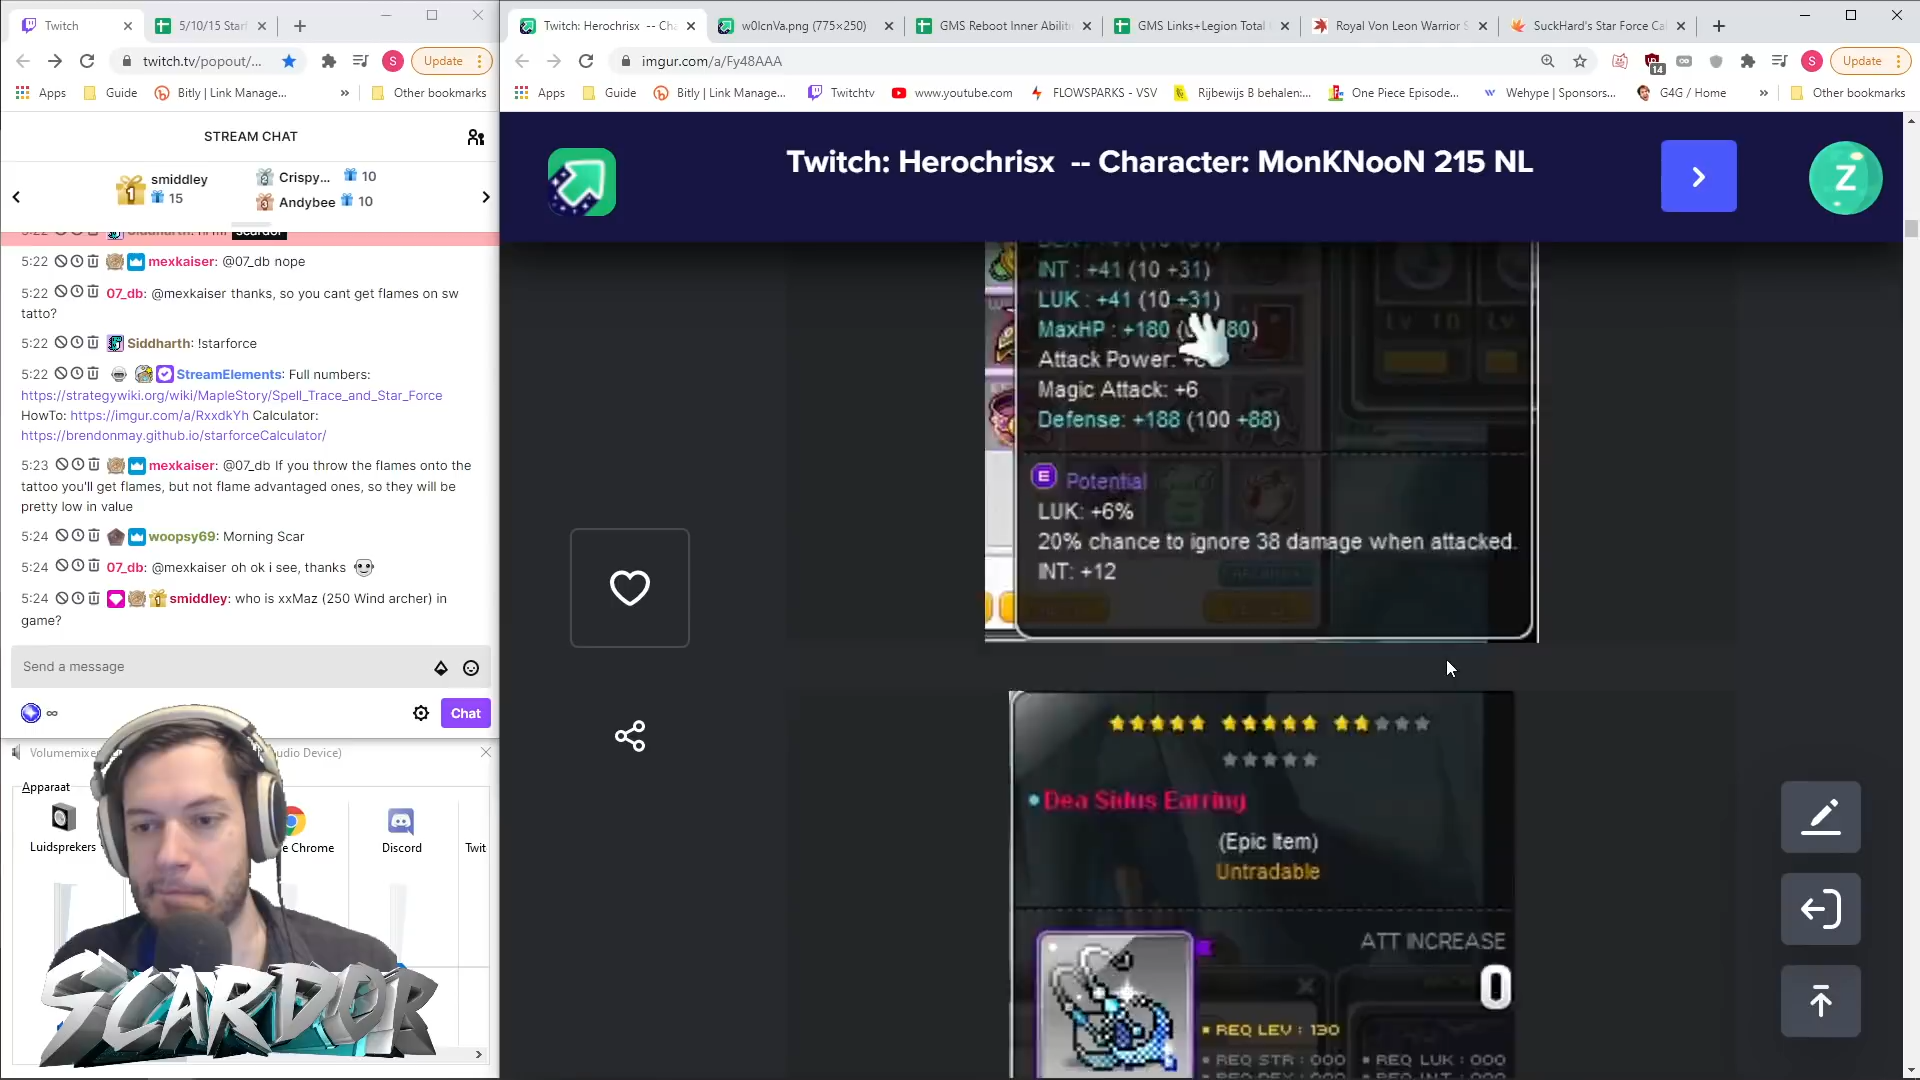 Twitch
5/10/15 Starf
Twitch: Herochrisx -- Cha
w0lcnVa.png (775×250)
GMS Reboot Inner Abiliti
GMS Links+Legion Total
Royal Von Leon Warrior S
SuckHard's Star Force Cal
twitch.tv/popout/...
S
Update
imgur.com/a/Fy48AAA
14
S
Update
Apps
Guide
Bitly | Link Manage...
»
Other bookmarks
Apps
Guide
Bitly | Link Manage...
Twitchtv
www.youtube.com
FLOWSPARKS - VSV
Rijbewijs B behalen:...
One Piece Episode...
Wehype | Sponsors...
G4G / Home
»
Other bookmarks
STREAM CHAT
1 smiddley
15
2 Crispy... 10
3 Andybee 10
5:22 mexkaiser: @07_db nope
5:22 07_db: @mexkaiser thanks, so you cant get flames on sw
tatto?
5:22 Siddharth: !starforce
5:22 StreamElements: Full numbers:
https://strategywiki.org/wiki/MapleStory/Spell_Trace_and_Star_Force
HowTo: https://imgur.com/a/RxxdkYh Calculator:
https://brendonmay.github.io/starforceCalculator/
5:23 mexkaiser: @07_db If you throw the flames onto the
tattoo you'll get flames, but not flame advantaged ones, so they will be
pretty low in value
5:24 woopsy69: Morning Scar
5:24 07_db: @mexkaiser oh ok i see, thanks
5:24 smiddley: who is xxMaz (250 Wind archer) in
game?
Send a message
∞
Chat
Volumemixer
udio Device)
Apparaat
Luidsprekers
e Chrome
Discord
Twit
SCARDOR
Twitch: Herochrisx -- Character: MonKNooN 215 NL
Z
INT : +41 (10 +31)
LUK : +41 (10 +31)
MaxHP : +180
Attack Power:
Magic Attack: +6
Defense: +188 (100 +88)
E Potential
LUK: +6%
20% chance to ignore 38 damage when attacked.
INT: +12
Dea Sidus Earring
(Epic Item)
Untradable
ATT INCREASE
0
REQ LEV : 130
REQ STR : 000
REQ LUK : 000